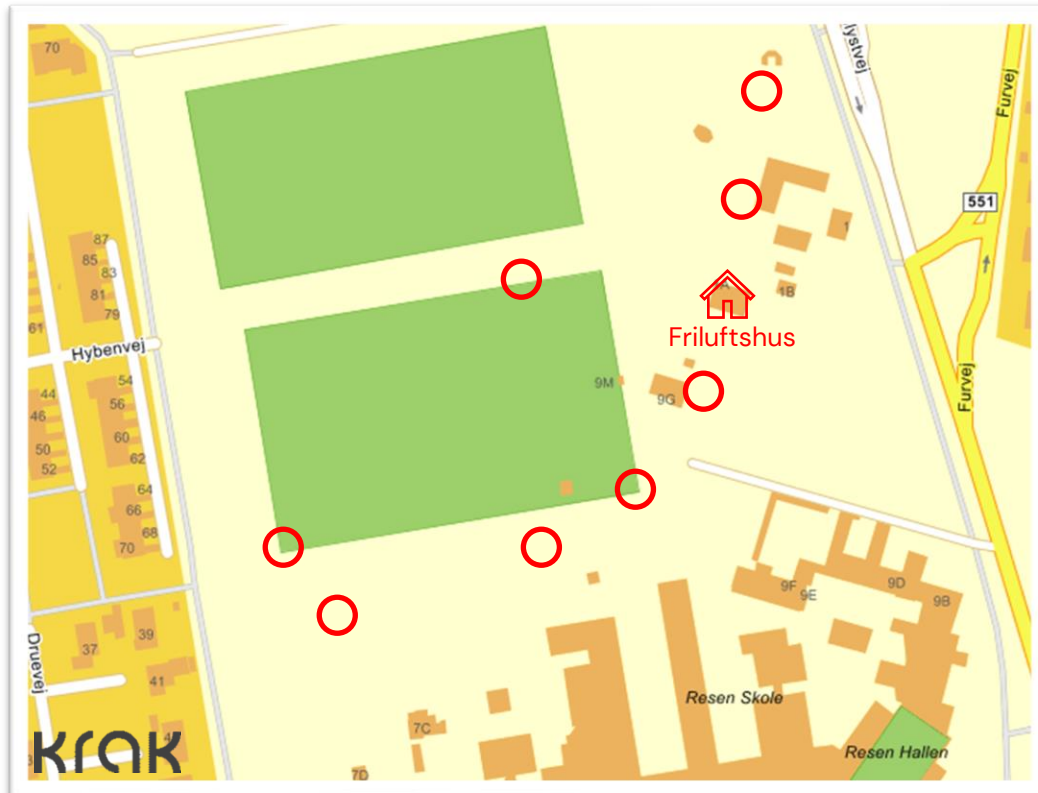 70
lystvej
Furvej
551
87
85
83
81
79
61
Hybenvej
1
1B
Friluftshus
9M
9G
Furvej
54
44
56
46
60
50
62
52
64
66
68
70
9F
9E
9D
9B
39
37
41
Druevej
Resen Skole
7C
Resen Hallen
7D
krak